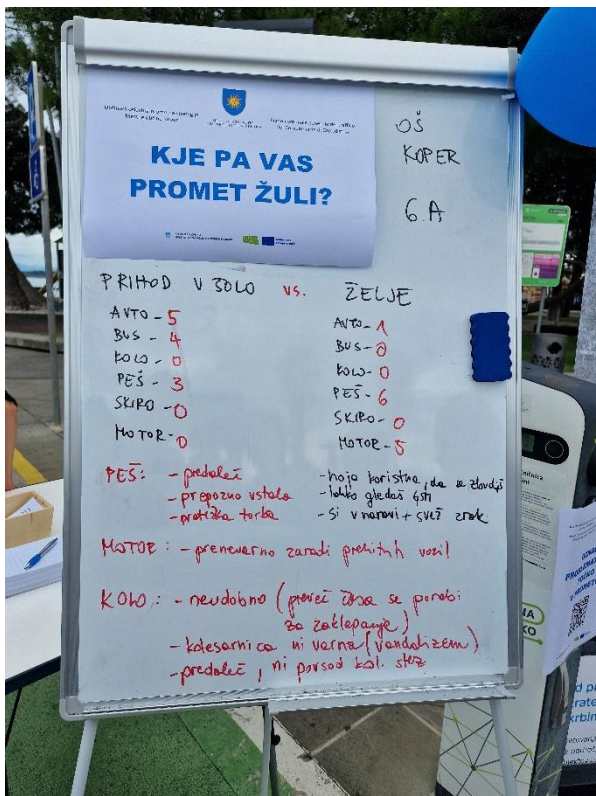 KJE PA VAS
PROMET ŽULI?
OŠ
KOPER
6.A
PRIHOD V ŠOLO vs. ŽELJE
AVTO - 5
BUS - 4
KOLO - 0
PEŠ - 3
SKIRO - 0
MOTOR - 0
AVTO - 1
BUS - 0
KOLO - 0
PEŠ - 6
SKIRO - 0
MOTOR - 5
PEŠ: - predaleč
- prepozno vstala
- pretežka torba
- hoja koristna, da se zbudiš
- lahko gledaš
- si v naravi + svež zrak
MOTOR: - prenevarno zaradi prehitrih vozil
KOLO: - neudobno (preveč časa se porabi
za zaklepanje)
- kolesarnica ni varna (vandalizem)
- predaleč, ni povsod kol. stez